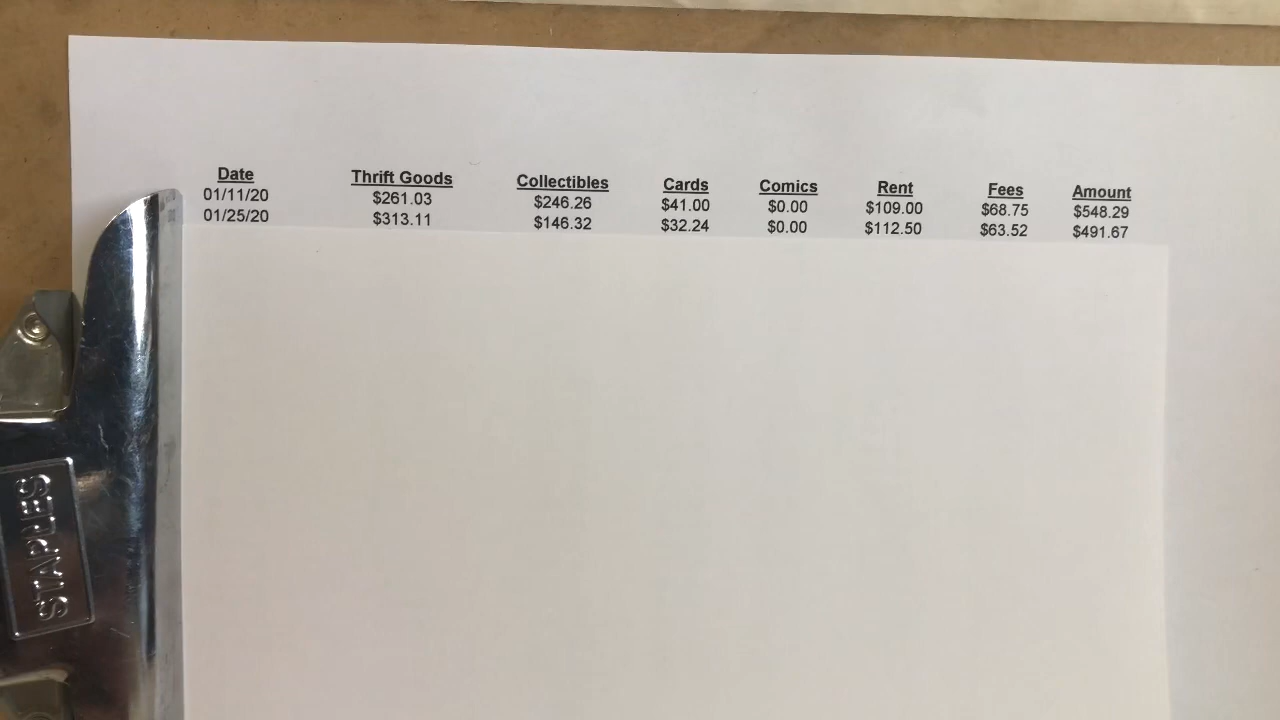 Date Thrift Goods Collectibles Cards Comics Rent Fees Amount
01/11/20 $261.03 $246.26 $41.00 $0.00 $109.00 $68.75 $548.29
01/25/20 $313.11 $146.32 $32.24 $0.00 $112.50 $63.52 $491.67
STAPLES